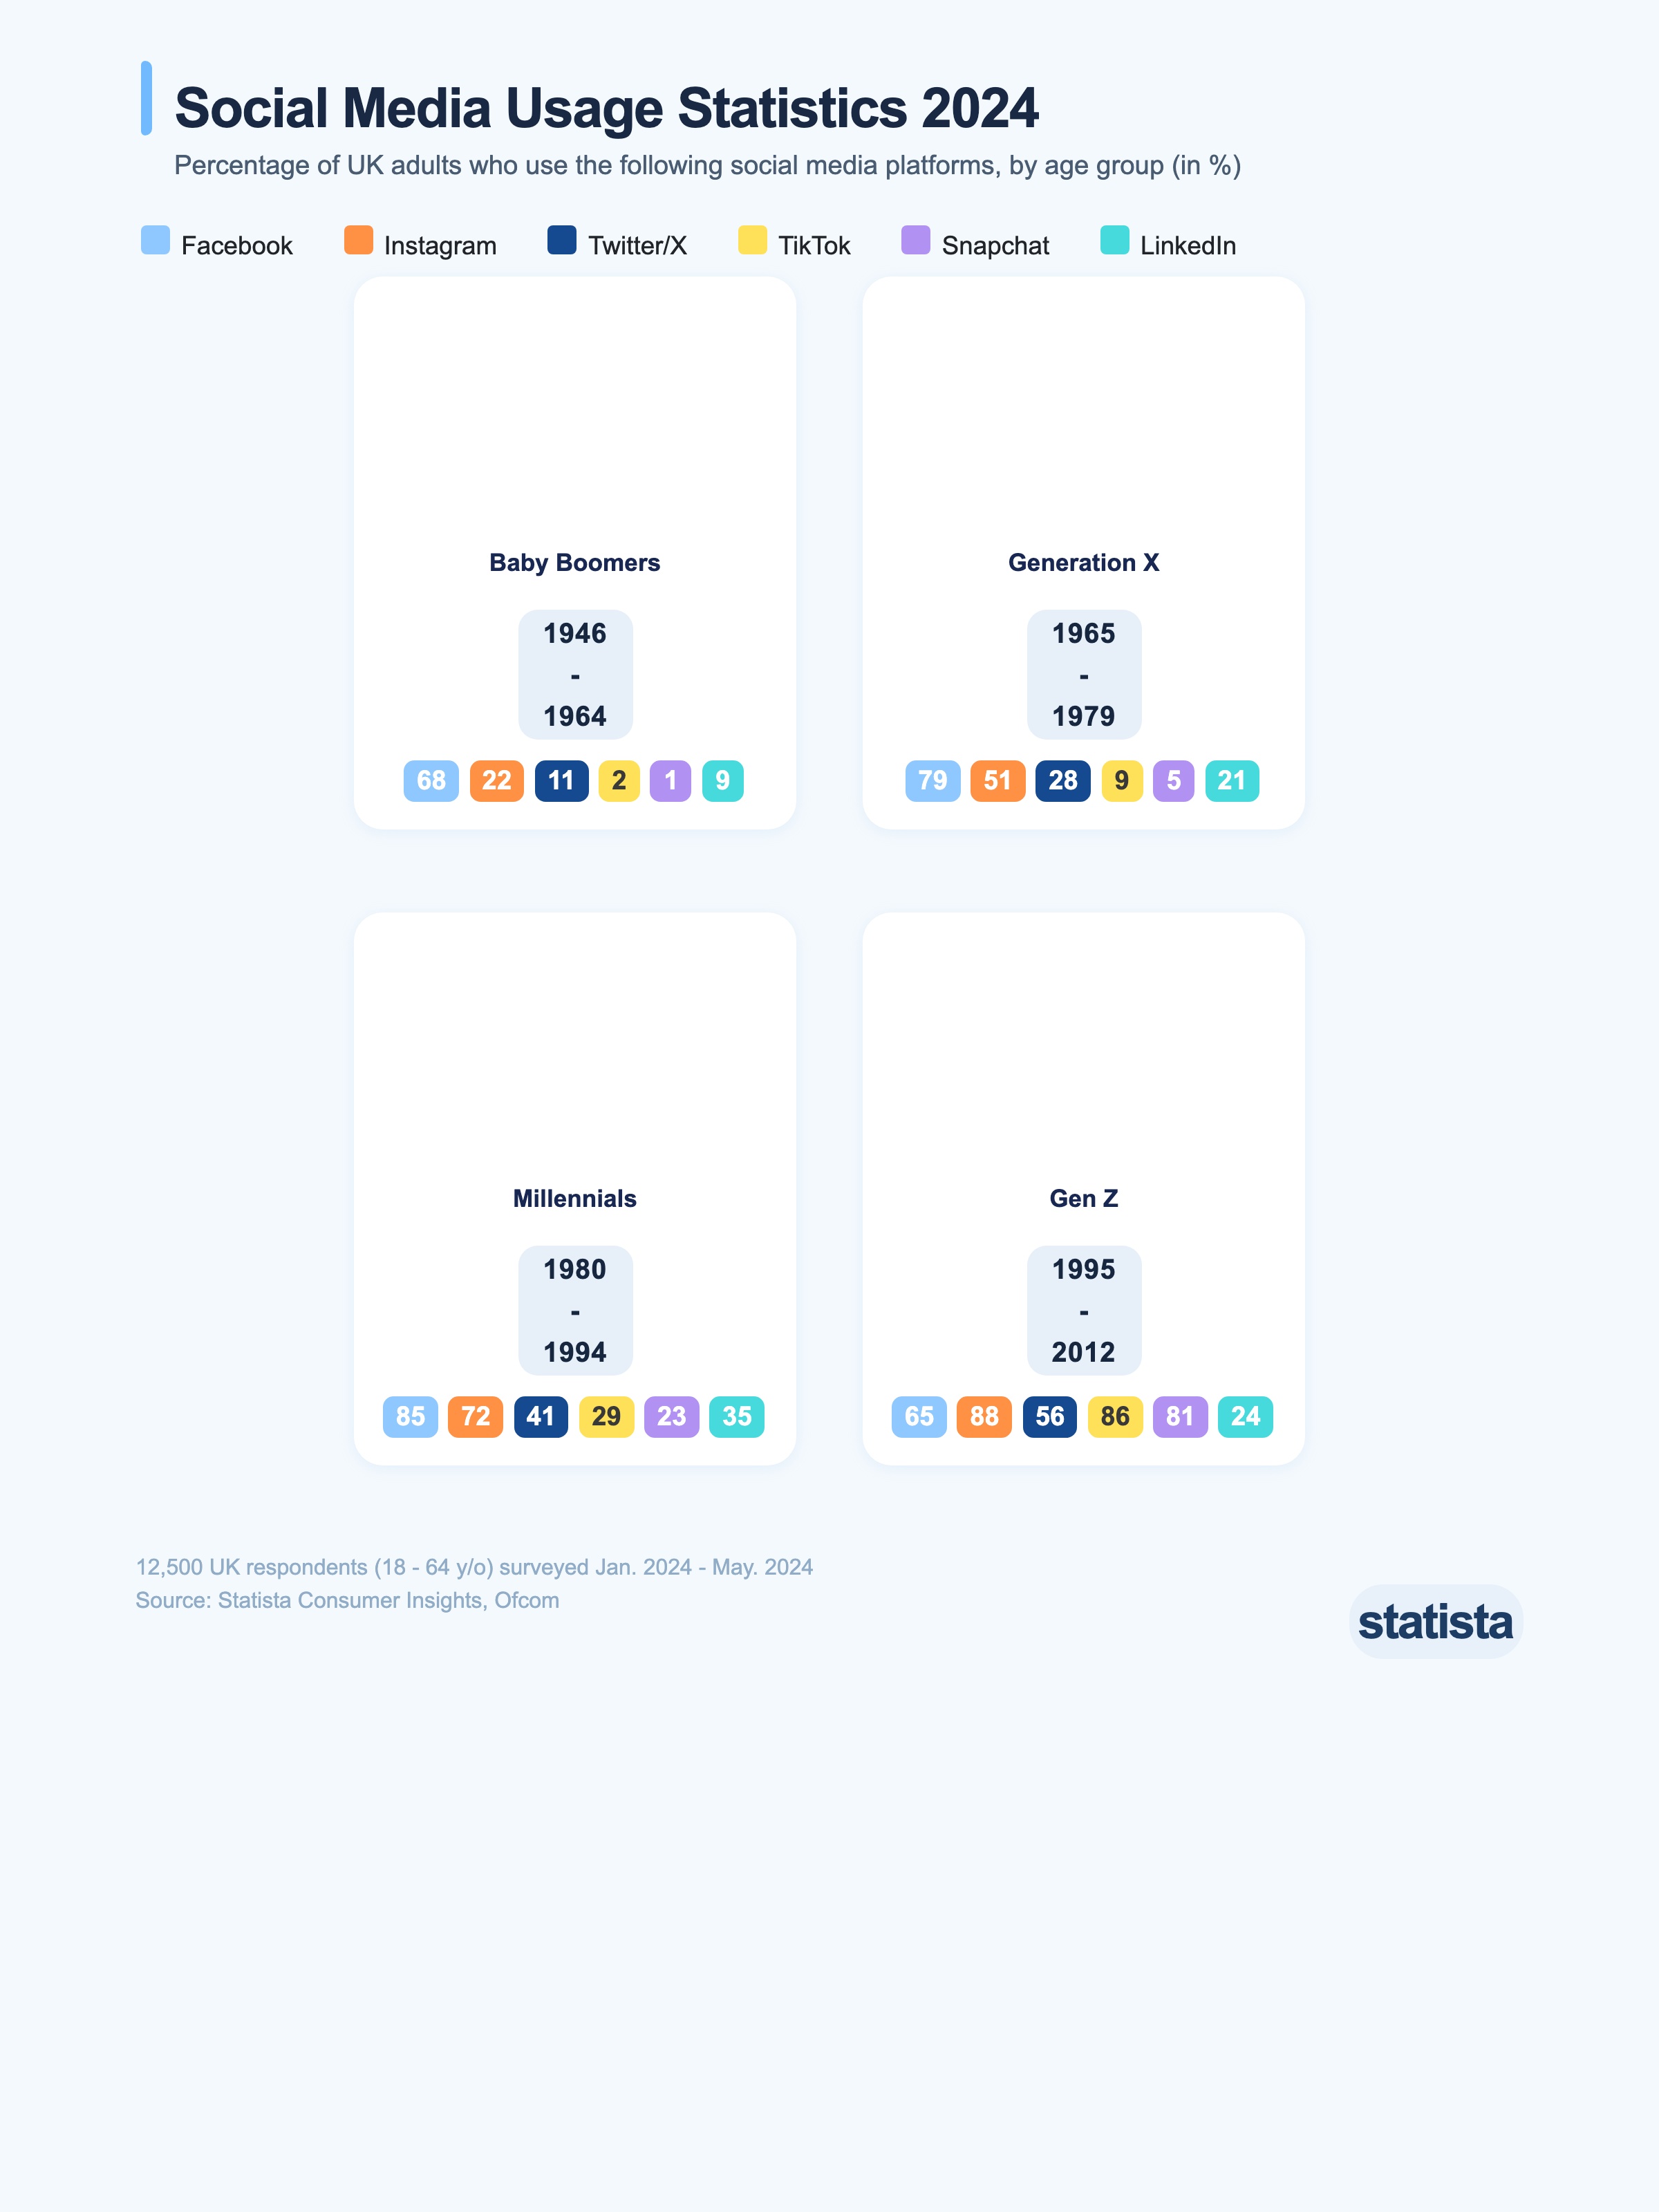 Social Media Usage Statistics 2024
Percentage of UK adults who use the following social media platforms, by age group (in %)
Facebook Instagram Twitter/X TikTok Snapchat LinkedIn
Baby Boomers
1946
-
1964
68 22 11 2 1 9
Generation X
1965
-
1979
79 51 28 9 5 21
Millennials
1980
-
1994
85 72 41 29 23 35
Gen Z
1995
-
2012
65 88 56 86 81 24
12,500 UK respondents (18 - 64 y/o) surveyed Jan. 2024 - May. 2024
Source: Statista Consumer Insights, Ofcom
statista